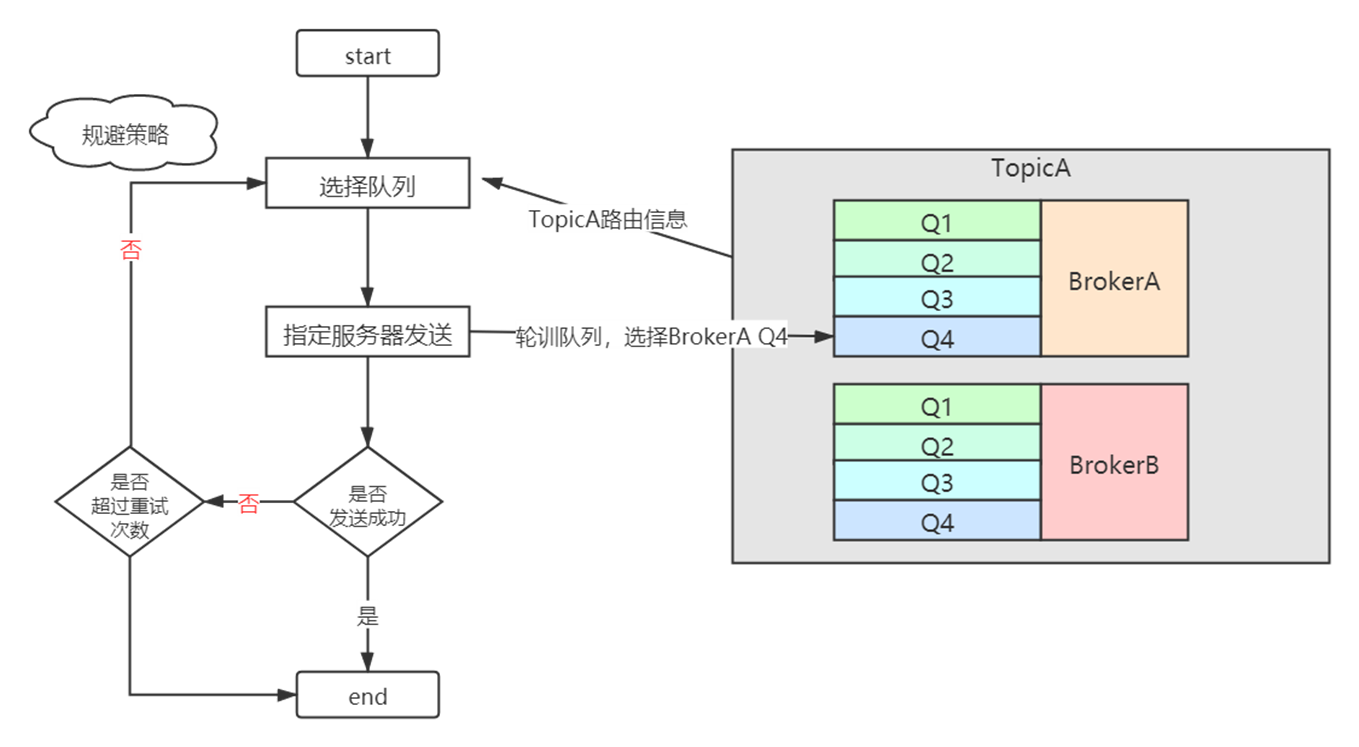 start
规避策略
选择队列
否
指定服务器发送
是否
超过重试
次数
否
是否
发送成功
是
end
TopicA路由信息
轮训队列，选择BrokerA Q4
TopicA
Q1
Q2
Q3
Q4
BrokerA
Q1
Q2
Q3
Q4
BrokerB